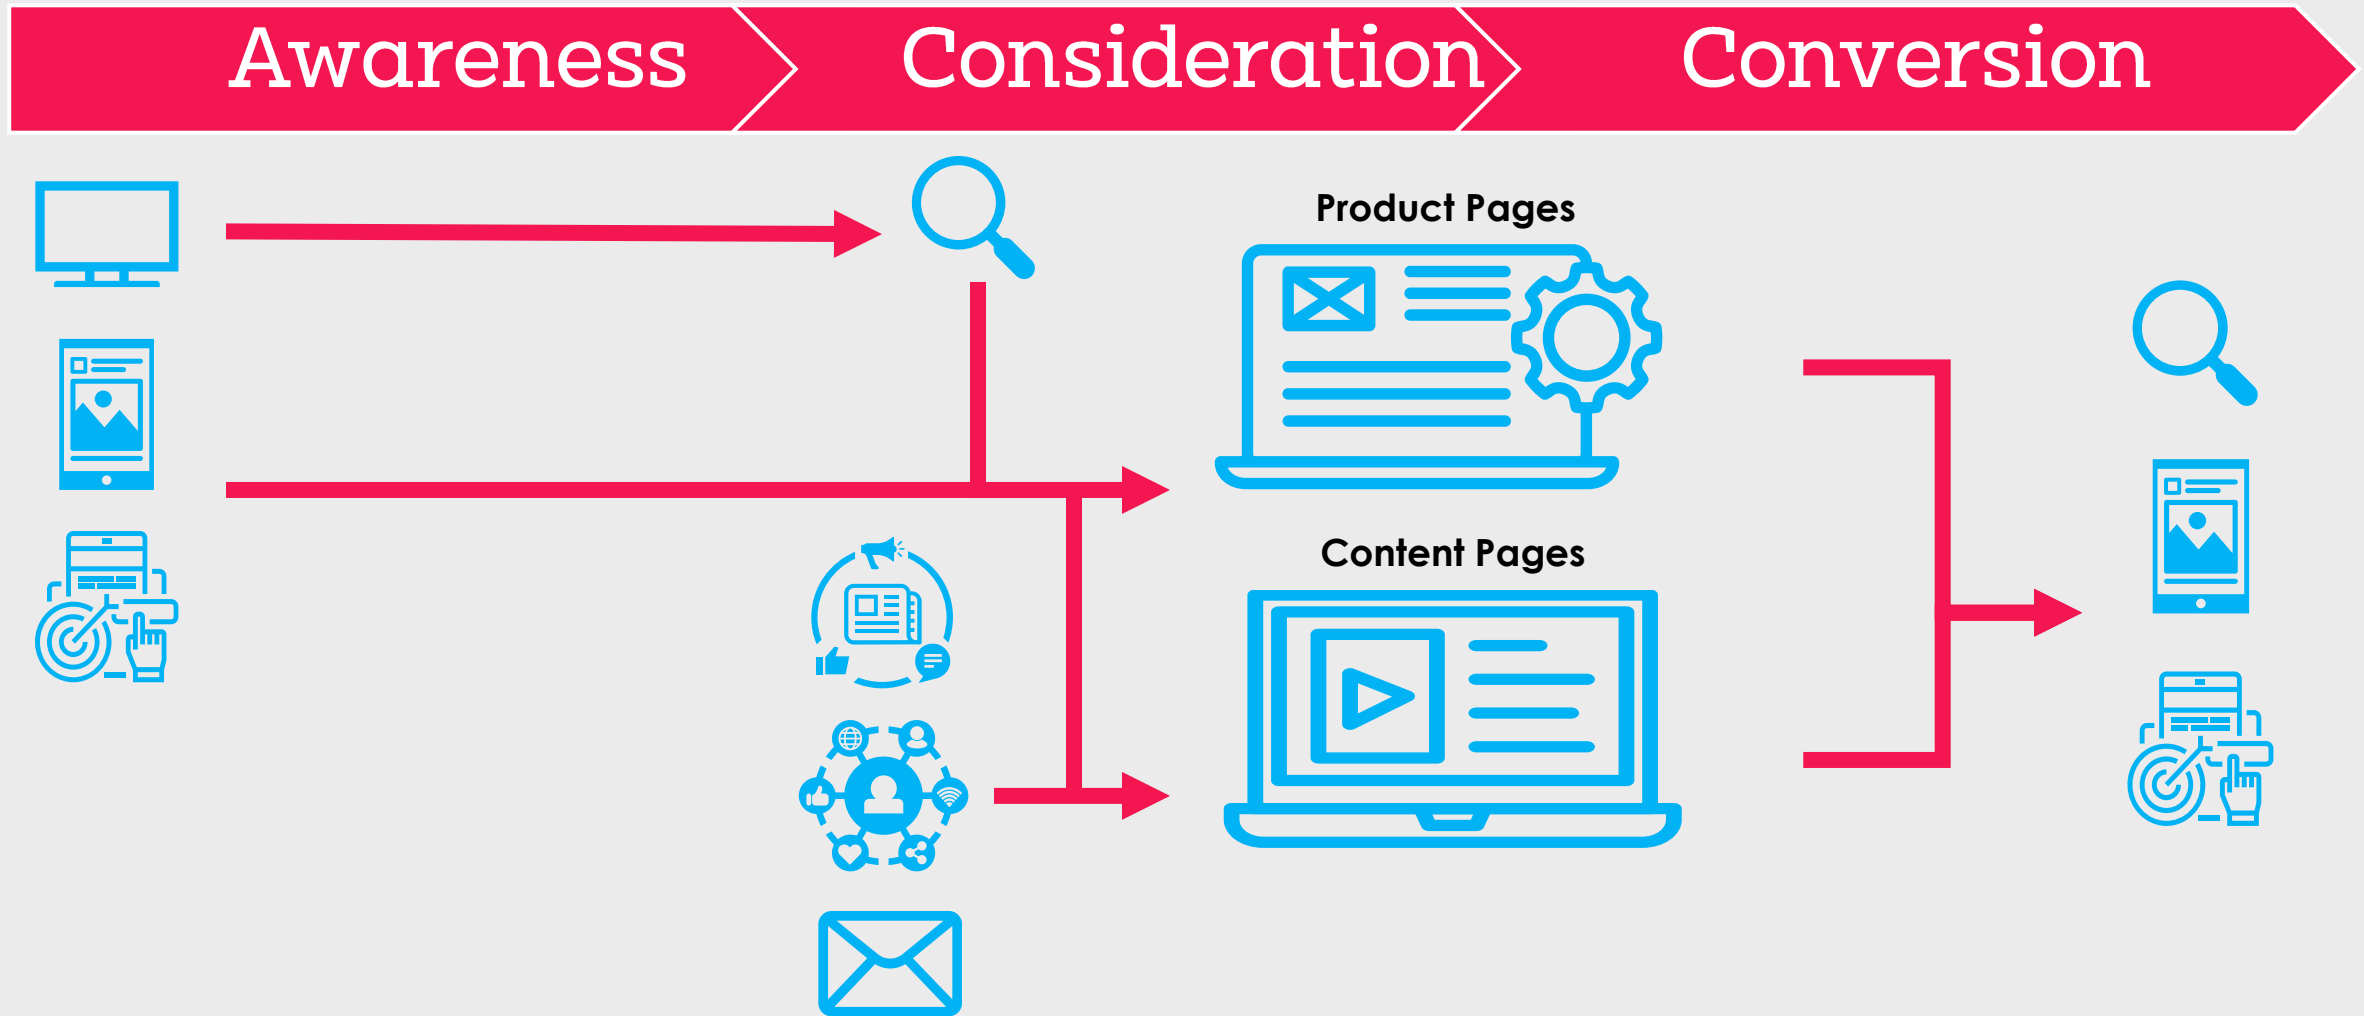 Awareness
Consideration
Conversion
Product Pages
Content Pages